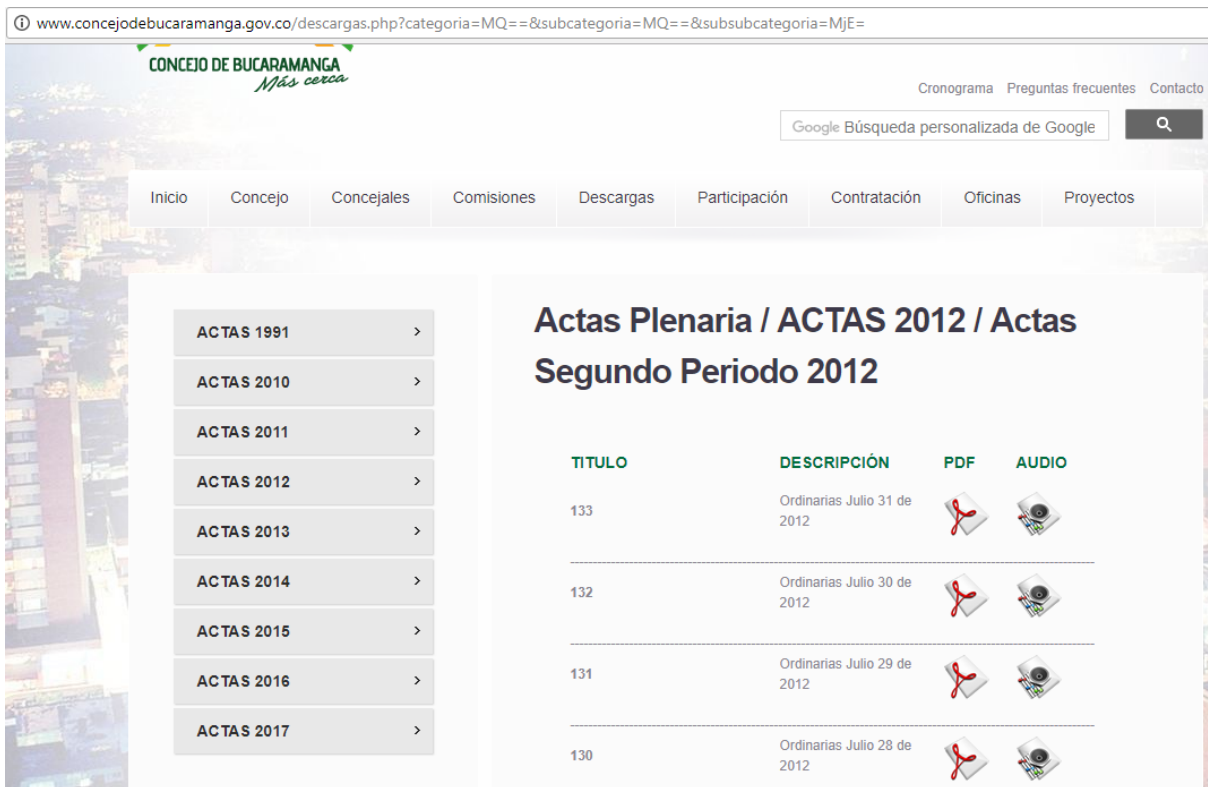 www.concejodebucaramanga.gov.co/descargas.php?categoria=MQ==&subcategoria=MQ==&subsubcategoria=MjE=
CONCEJO DE BUCARAMANGA
Más cerca
Cronograma Preguntas frecuentes Contacto
Google Búsqueda personalizada de Google
Inicio Concejo Concejales Comisiones Descargas Participación Contratación Oficinas Proyectos
ACTAS 1991 >
ACTAS 2010 >
ACTAS 2011 >
ACTAS 2012 >
ACTAS 2013 >
ACTAS 2014 >
ACTAS 2015 >
ACTAS 2016 >
ACTAS 2017 >
Actas Plenaria / ACTAS 2012 / Actas
Segundo Periodo 2012
TITULO DESCRIPCIÓN PDF AUDIO
133 Ordinarias Julio 31 de
2012
132 Ordinarias Julio 30 de
2012
131 Ordinarias Julio 29 de
2012
130 Ordinarias Julio 28 de
2012